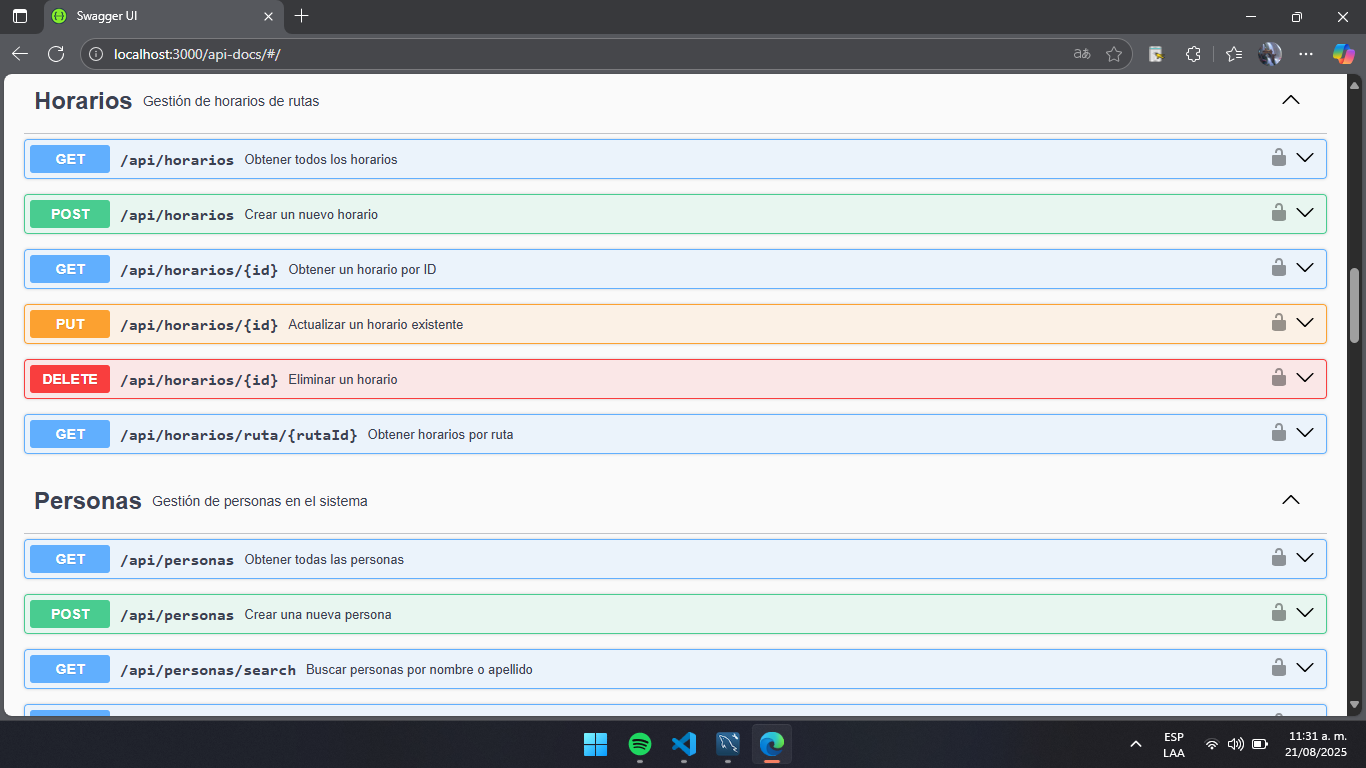 Swagger UI
localhost:3000/api-docs/#/
Horarios Gestión de horarios de rutas
GET /api/horarios Obtener todos los horarios
POST /api/horarios Crear un nuevo horario
GET /api/horarios/{id} Obtener un horario por ID
PUT /api/horarios/{id} Actualizar un horario existente
DELETE /api/horarios/{id} Eliminar un horario
GET /api/horarios/ruta/{rutaId} Obtener horarios por ruta
Personas Gestión de personas en el sistema
GET /api/personas Obtener todas las personas
POST /api/personas Crear una nueva persona
GET /api/personas/search Buscar personas por nombre o apellido
ESP 11:31 a. m.
LAA 21/08/2025